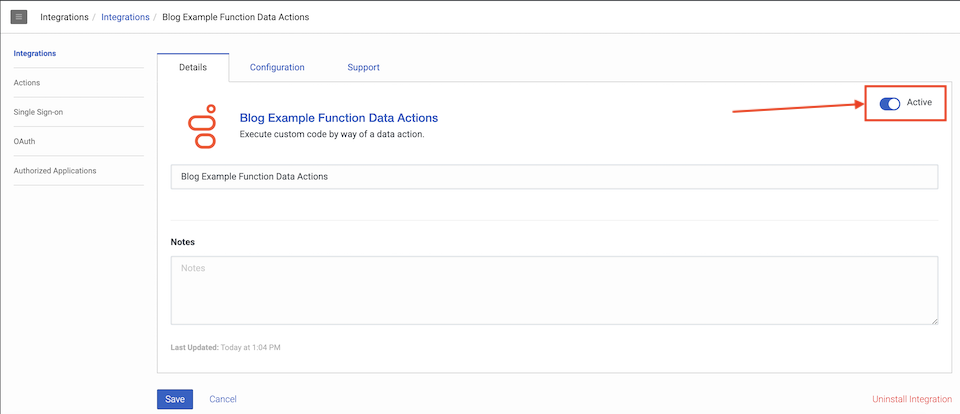 Integrations / Integrations / Blog Example Function Data Actions
Integrations
Actions
Single Sign-on
OAuth
Authorized Applications
Details Configuration Support
Active
Blog Example Function Data Actions
Execute custom code by way of a data action.
Blog Example Function Data Actions
Notes
Notes
Last Updated: Today at 1:04 PM
Save Cancel Uninstall Integration